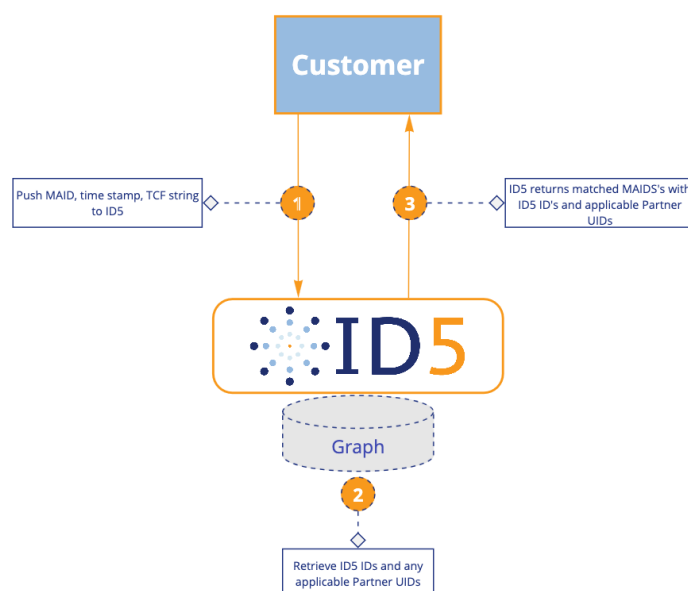 Customer
Push MAID, time stamp, TCF string
to ID5
1
3
ID5 returns matched MAIDS's with
ID5 ID's and applicable Partner
UIDs
ID5
Graph
2
Retrieve ID5 IDs and any
applicable Partner UIDs